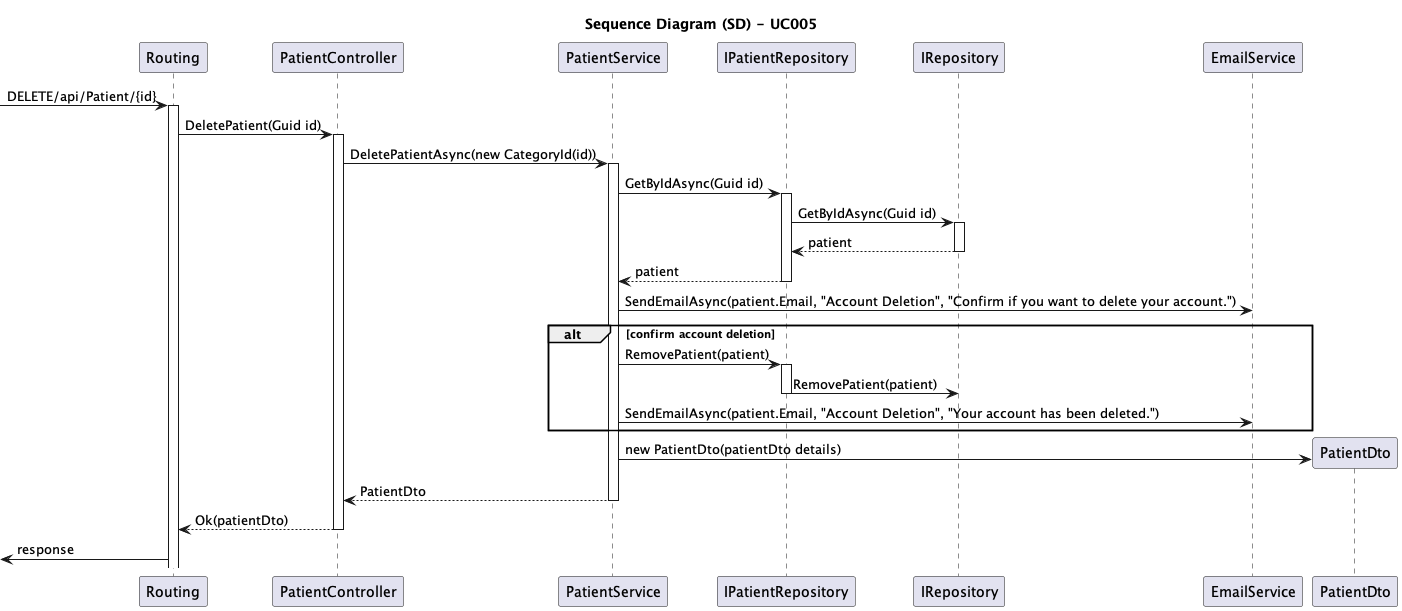 Sequence Diagram (SD) - UC005
Routing
PatientController
PatientService
IPatientRepository
IRepository
EmailService
DELETE/api/Patient/{id}
DeletePatient(Guid id)
DeletePatientAsync(new CategoryId(id))
GetByIdAsync(Guid id)
GetByIdAsync(Guid id)
patient
patient
SendEmailAsync(patient.Email, "Account Deletion", "Confirm if you want to delete your account.")
alt
[confirm account deletion]
RemovePatient(patient)
RemovePatient(patient)
SendEmailAsync(patient.Email, "Account Deletion", "Your account has been deleted.")
new PatientDto(patientDto details)
PatientDto
PatientDto
Ok(patientDto)
response
Routing
PatientController
PatientService
IPatientRepository
IRepository
EmailService
PatientDto